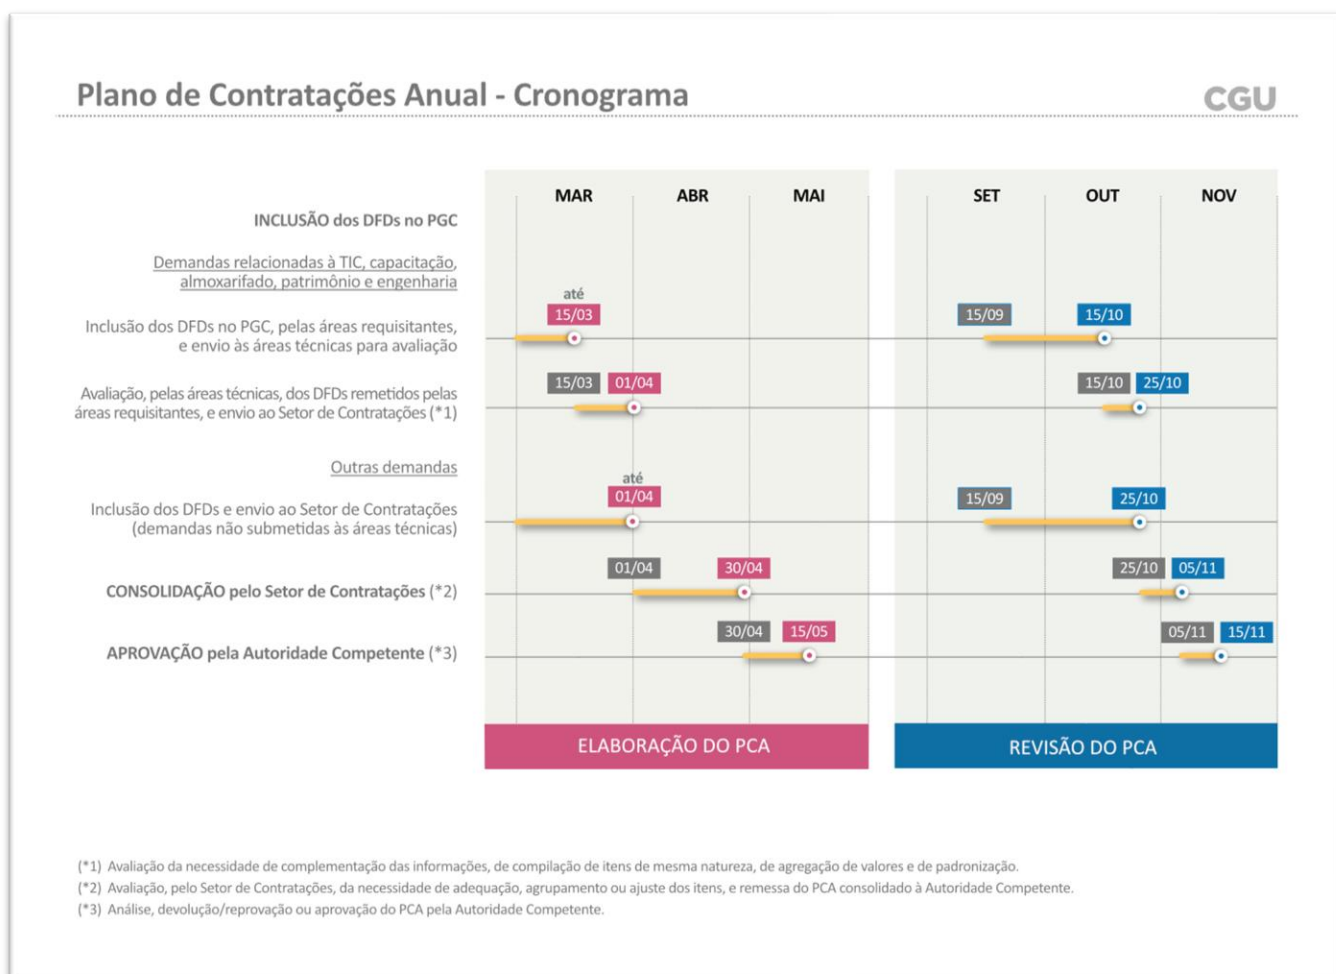 Plano de Contratações Anual - Cronograma
CGU
MAR ABR MAI SET OUT NOV
INCLUSÃO dos DFDs no PGC
Demandas relacionadas à TIC, capacitação,
almoxarifado, patrimônio e engenharia
até
15/03 15/09 15/10
Inclusão dos DFDs no PGC, pelas áreas requisitantes,
e envio às áreas técnicas para avaliação
15/03 01/04 15/10 25/10
Avaliação, pelas áreas técnicas, dos DFDs remetidos pelas
áreas requisitantes, e envio ao Setor de Contratações (*1)
Outras demandas
até
01/04 15/09 25/10
Inclusão dos DFDs e envio ao Setor de Contratações
(demandas não submetidas às áreas técnicas)
01/04 30/04 25/10 05/11
CONSOLIDAÇÃO pelo Setor de Contratações (*2)
30/04 15/05 05/11 15/11
APROVAÇÃO pela Autoridade Competente (*3)
ELABORAÇÃO DO PCA
REVISÃO DO PCA
(*1) Avaliação da necessidade de complementação das informações, de compilação de itens de mesma natureza, de agregação de valores e de padronização.
(*2) Avaliação, pelo Setor de Contratações, da necessidade de adequação, agrupamento ou ajuste dos itens, e remessa do PCA consolidado à Autoridade Competente.
(*3) Análise, devolução/reprovação ou aprovação do PCA pela Autoridade Competente.